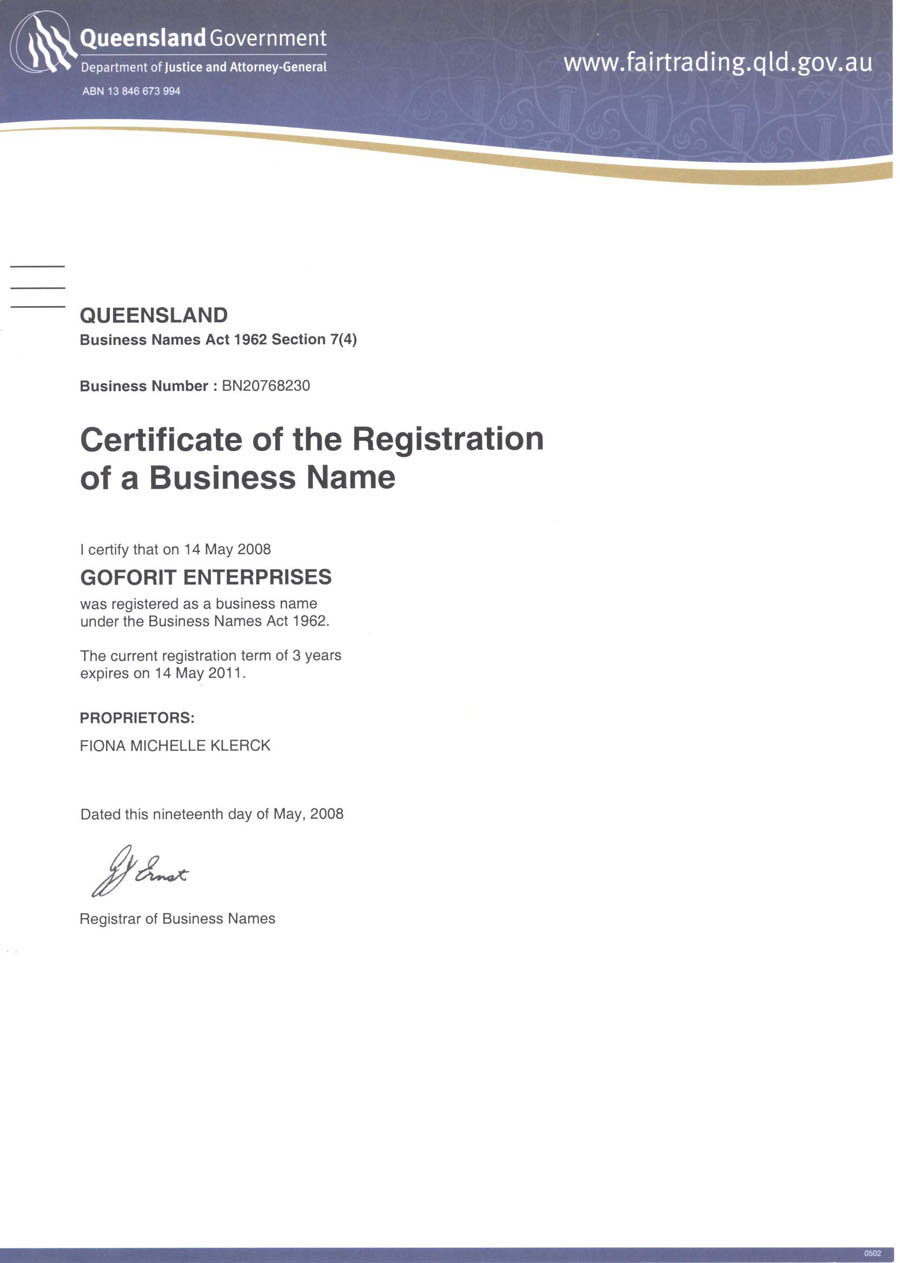 Queensland Government
Department of Justice and Attorney-General
ABN 13 846 673 994
www.fairtrading.qld.gov.au
QUEENSLAND
Business Names Act 1962 Section 7(4)
Business Number : BN20768230
Certificate of the Registration
of a Business Name
I certify that on 14 May 2008
GOFORIT ENTERPRISES
was registered as a business name
under the Business Names Act 1962.
The current registration term of 3 years
expires on 14 May 2011.
PROPRIETORS:
FIONA MICHELLE KLERCK
Dated this nineteenth day of May, 2008
GJ Ernst
Registrar of Business Names
0502